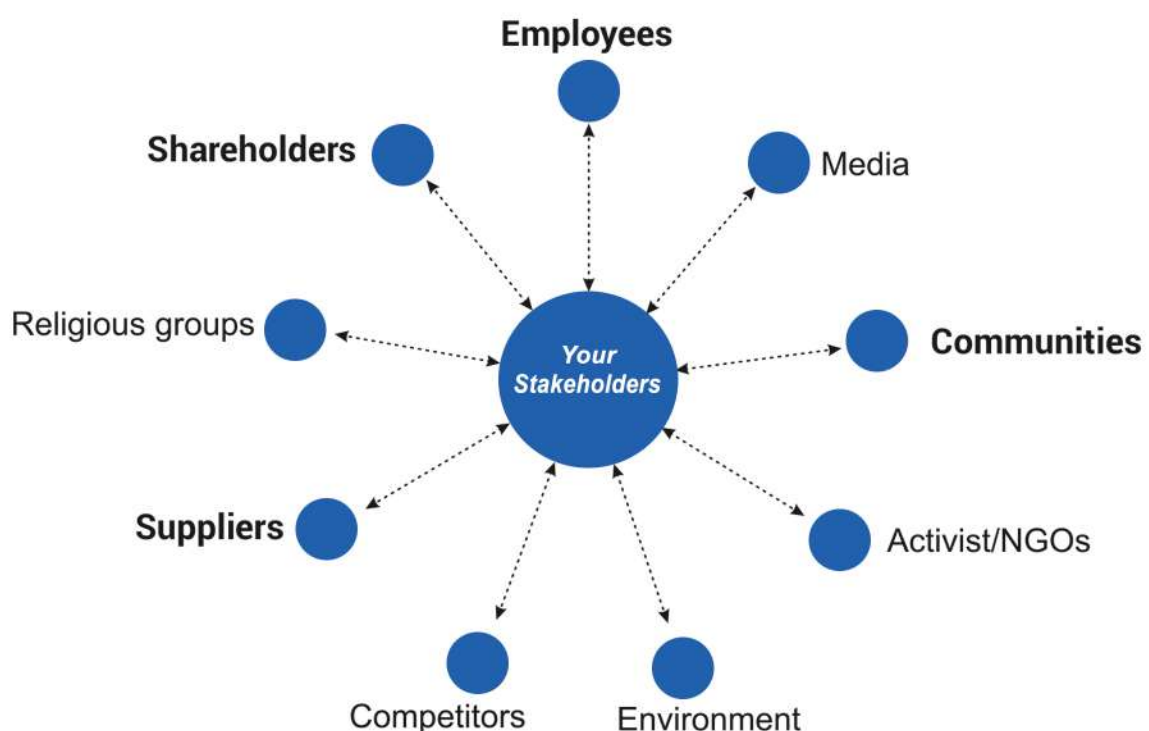 Employees
Shareholders
Media
Religious groups
Your
Stakeholders
Communities
Suppliers
Activist/NGOs
Competitors
Environment